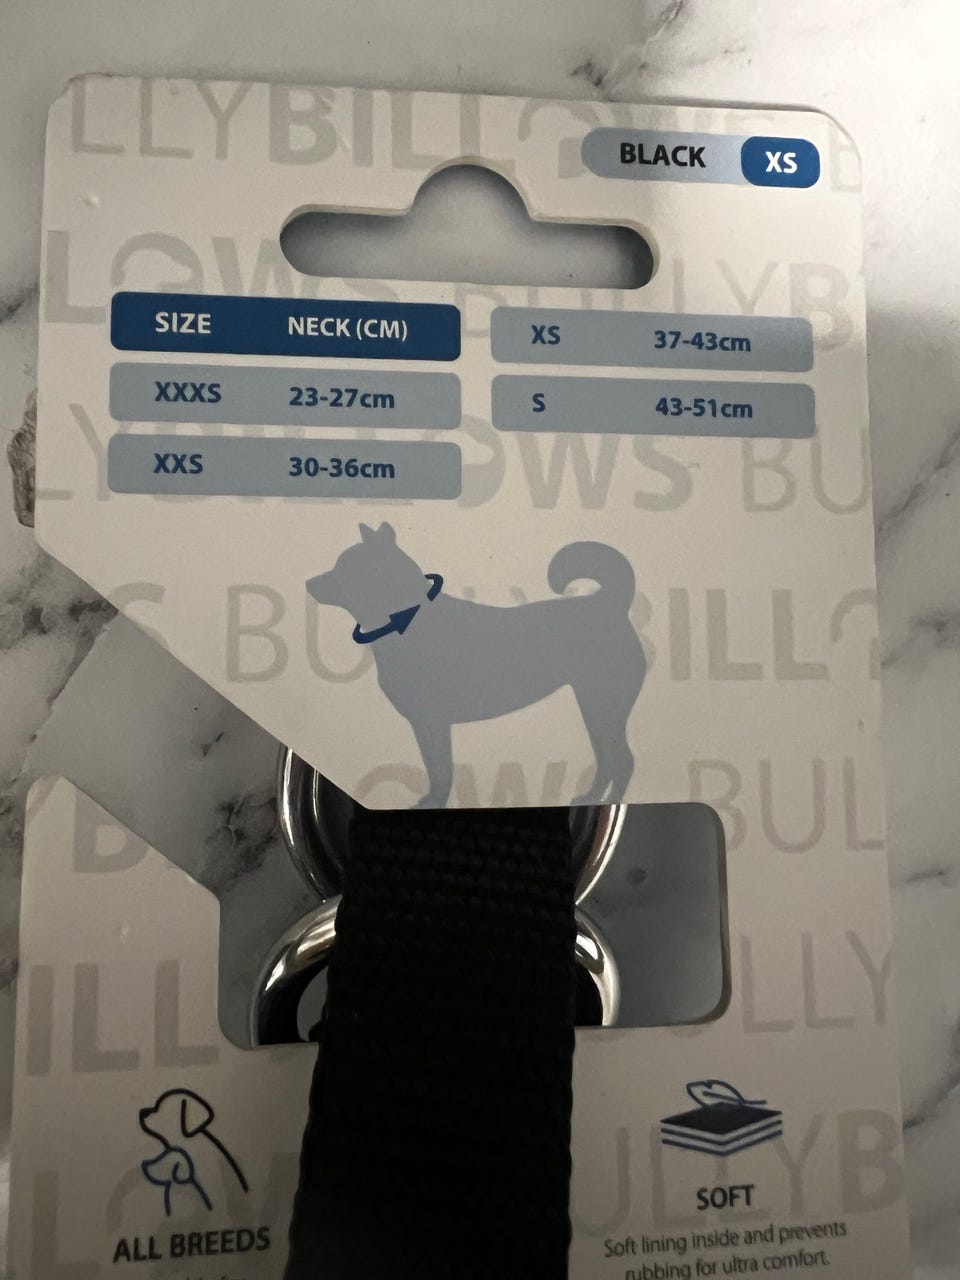 BLACK XS
SIZE NECK (CM)
XXXS 23-27cm
XXS 30-36cm
XS 37-43cm
S 43-51cm
ALL BREEDS
SOFT
Soft lining inside and prevents
rubbing for ultra comfort.
BULLYBILLOWS